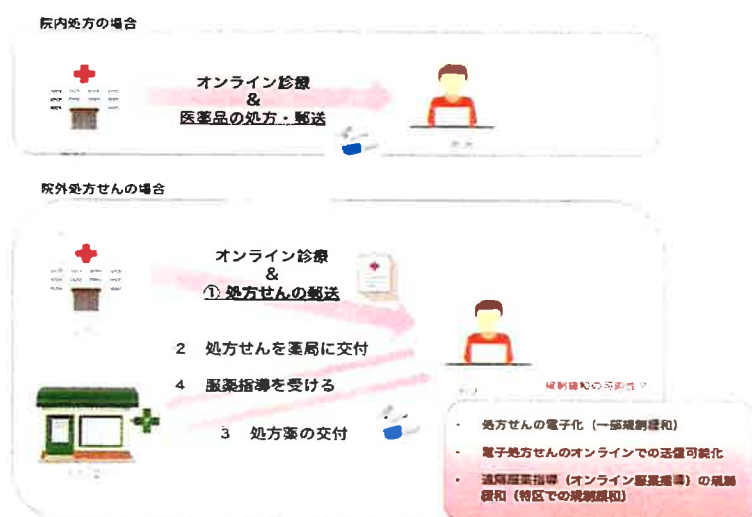 院内処方の場合
オンライン診療
&
医薬品の処方・郵送
院外処方せんの場合
オンライン診療
&
① 処方せんの郵送
2 処方せんを薬局に交付
4 服薬指導を受ける
3 処方薬の交付
・ 処方せんの電子化(一部規制緩和)
・ 電子処方せんのオンラインでの送信可能化
・ 遠隔服薬指導(オンライン服薬指導)の規制
緩和(特区での規制緩和)